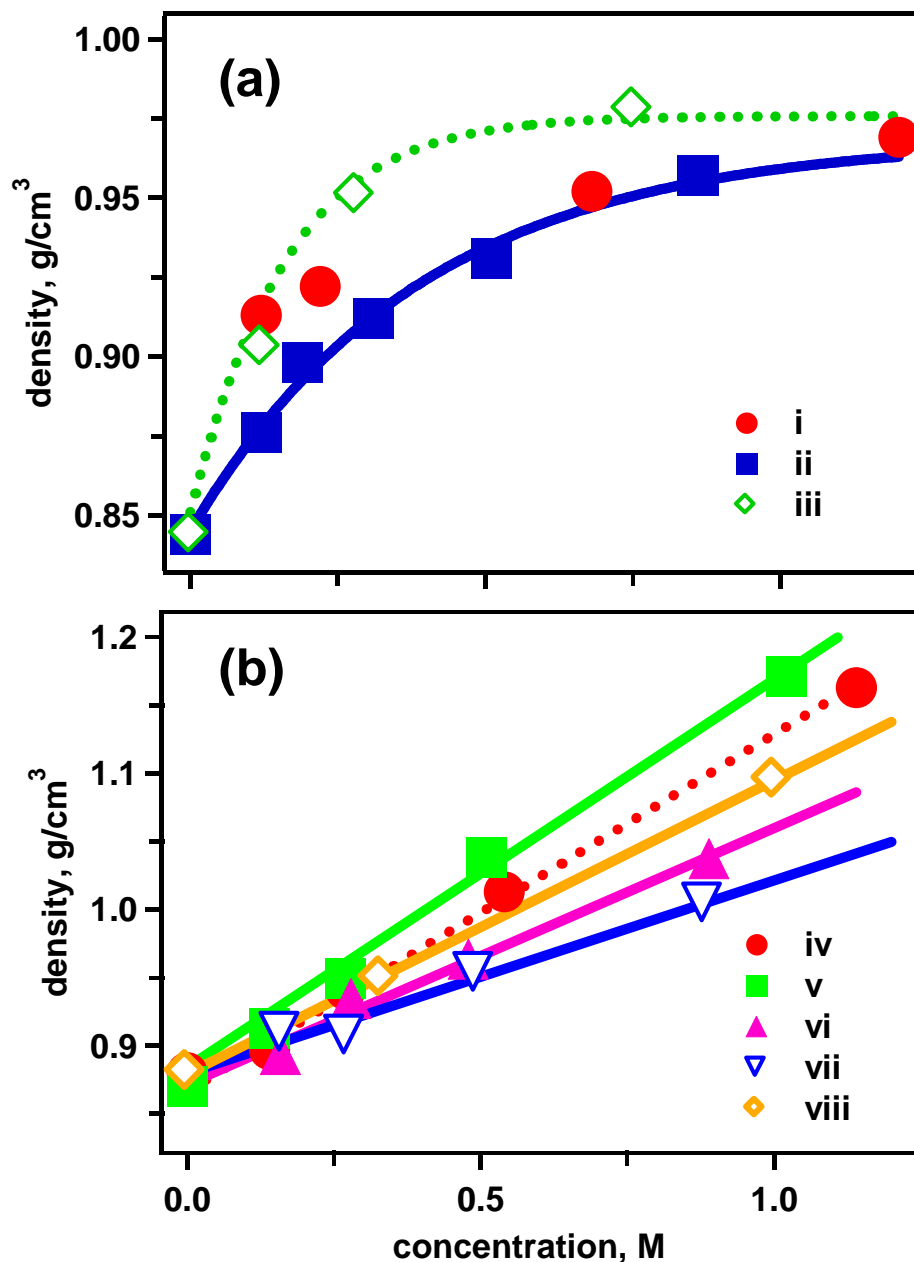 1.00
(a)
0.95
density, g/cm³
0.90
i
ii
0.85
iii
1.2
(b)
1.1
density, g/cm³
1.0
iv
v
vi
0.9
vii
viii
0.0 0.5 1.0
concentration, M